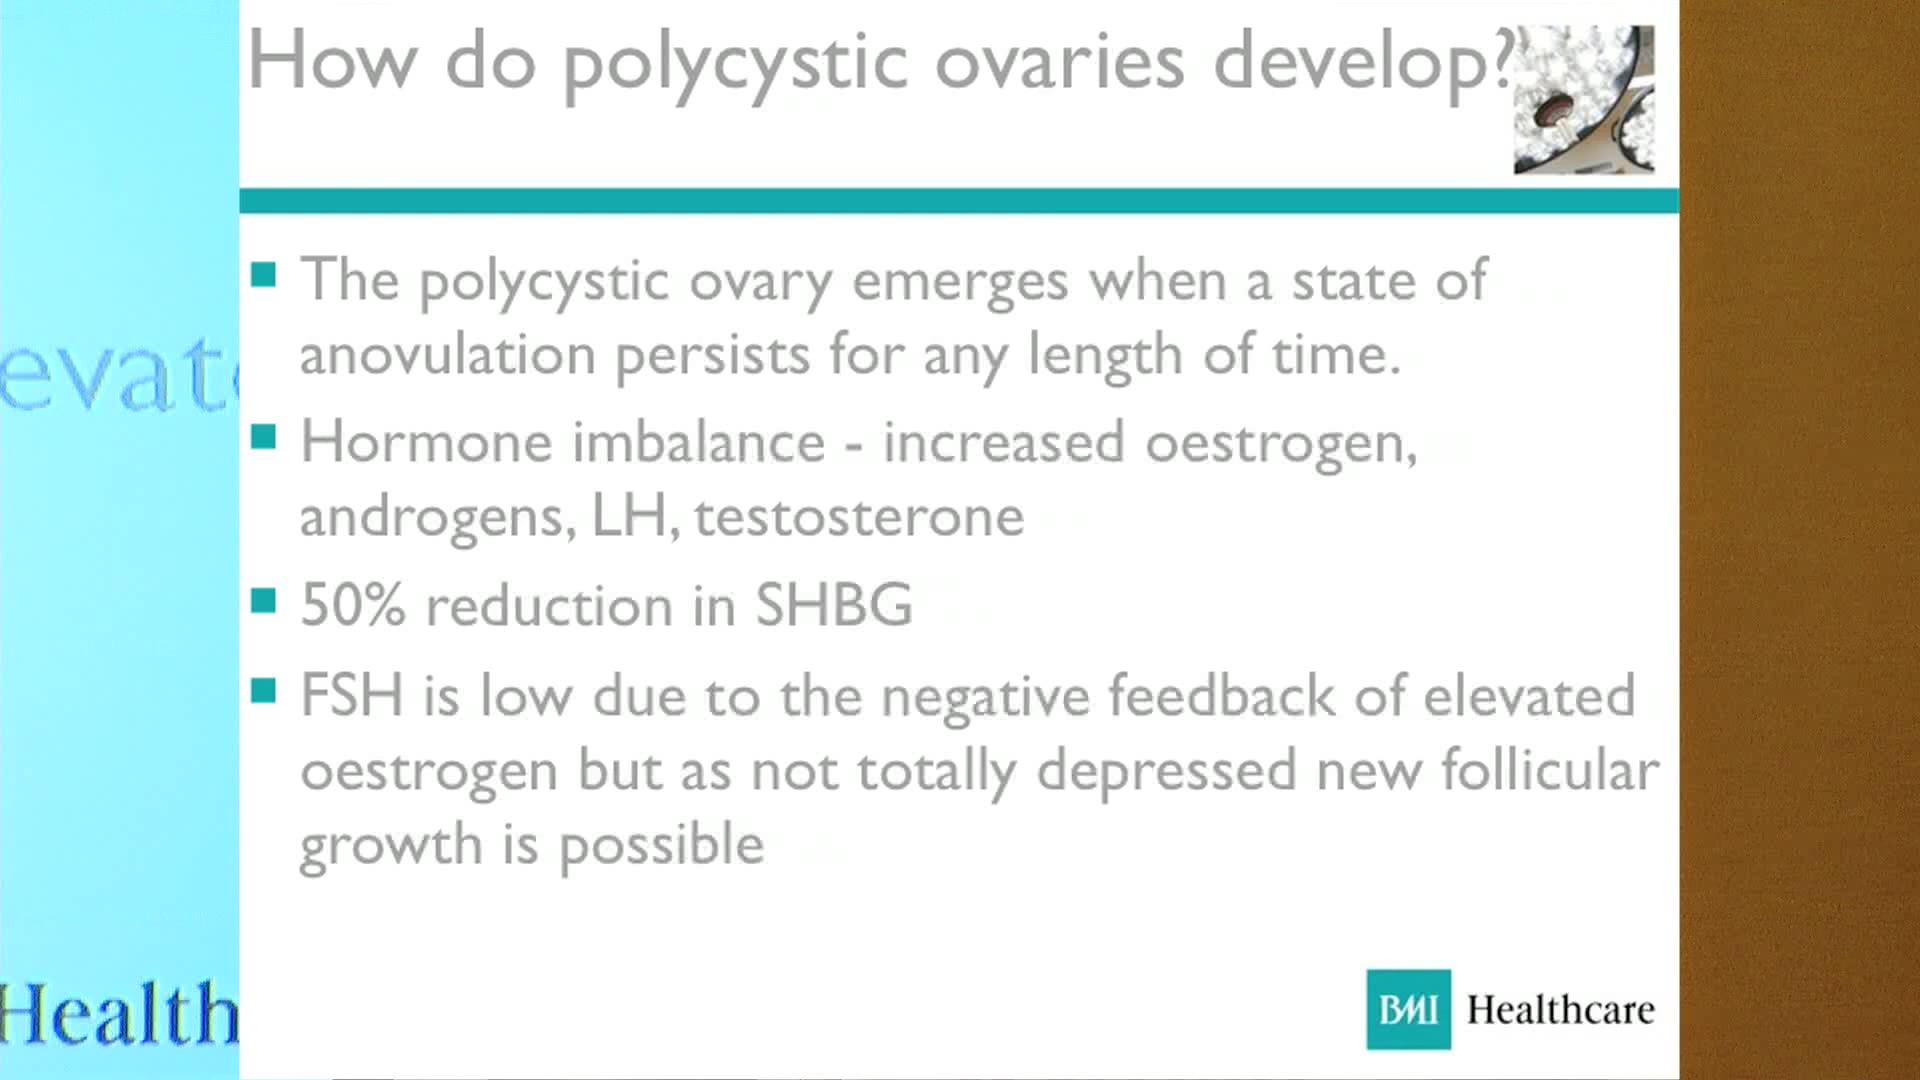 How do polycystic ovaries develop?
The polycystic ovary emerges when a state of
anovulation persists for any length of time.
Hormone imbalance - increased oestrogen,
androgens, LH, testosterone
50% reduction in SHBG
FSH is low due to the negative feedback of elevated
oestrogen but as not totally depressed new follicular
growth is possible
BMI Healthcare
evat
Health